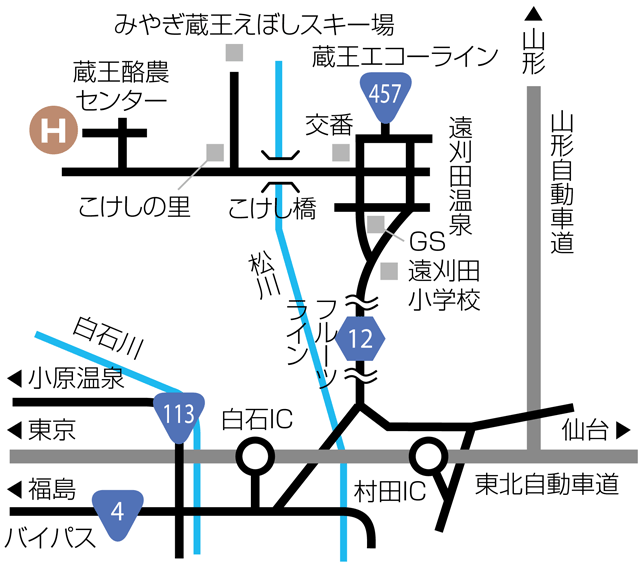 みやぎ蔵王えぼしスキー場
蔵王エコーライン
457
山形
蔵王酪農
センター
H
交番
遠刈田温泉
山形自動車道
こけしの里
こけし橋
GS
遠刈田
小学校
松川
フルーツ
ライン
12
白石川
小原温泉
113
白石IC
東京
仙台
福島
村田IC
東北自動車道
4
バイパス